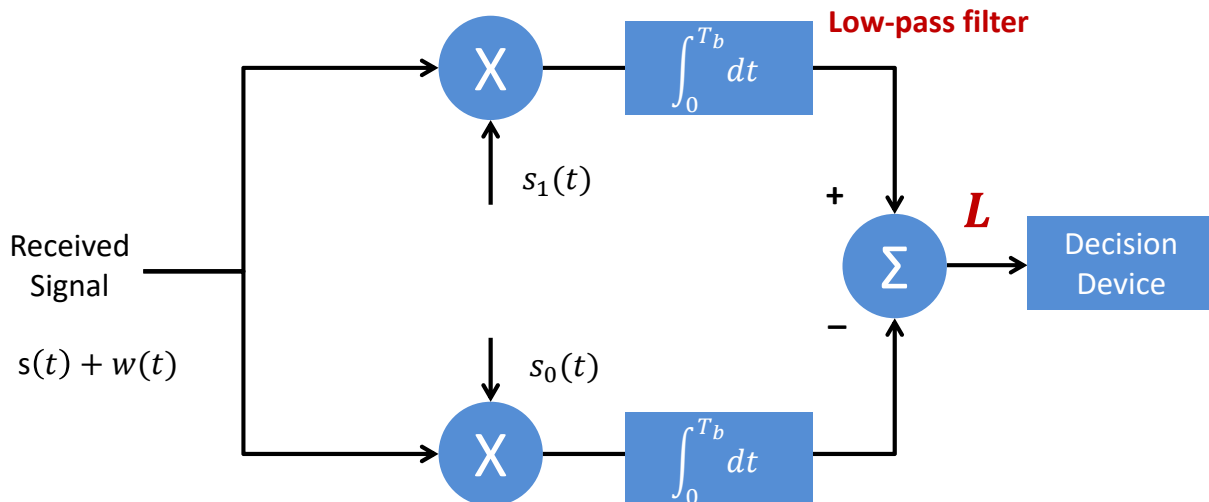 Low-pass filter
X
∫₀^{T_b} dt
s₁(t)
+
L
Received
Signal
Σ
Decision
Device
−
s(t) + w(t)
s₀(t)
X
∫₀^{T_b} dt